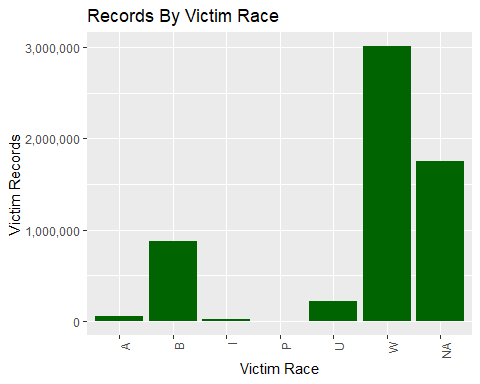 Records By Victim Race
Victim Records
3,000,000
2,000,000
1,000,000
0
A
B
I
P
U
W
NA
Victim Race